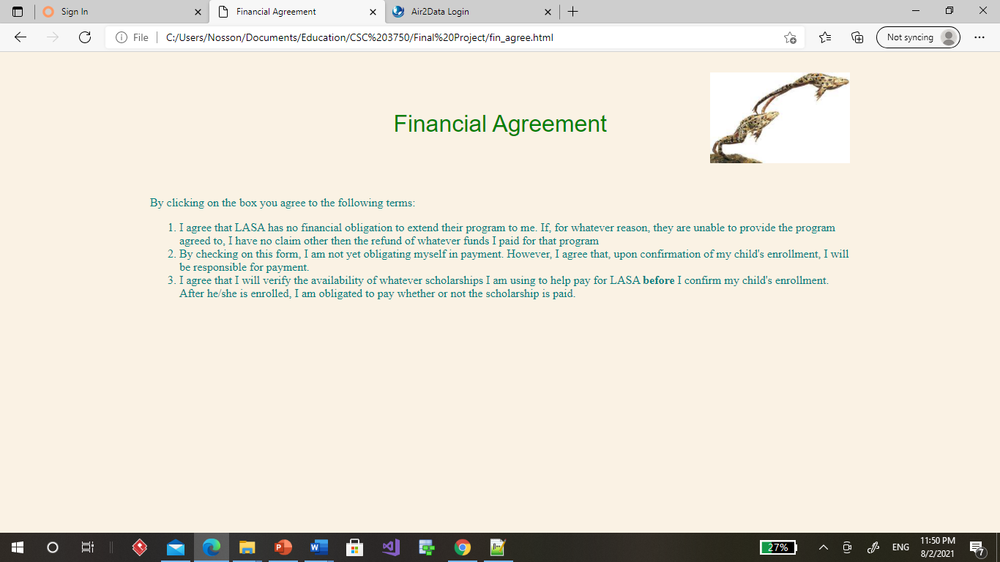 Sign In
Financial Agreement
Air2Data Login
File
C:/Users/Nosson/Documents/Education/CSC%203750/Final%20Project/fin_agree.html
Not syncing
Financial Agreement
By clicking on the box you agree to the following terms:
1. I agree that LASA has no financial obligation to extend their program to me. If, for whatever reason, they are unable to provide the program
agreed to, I have no claim other then the refund of whatever funds I paid for that program
2. By checking on this form, I am not yet obligating myself in payment. However, I agree that, upon confirmation of my child's enrollment, I will
be responsible for payment.
3. I agree that I will verify the availability of whatever scholarships I am using to help pay for LASA before I confirm my child's enrollment.
After he/she is enrolled, I am obligated to pay whether or not the scholarship is paid.
27%
ENG
11:50 PM
8/2/2021
7